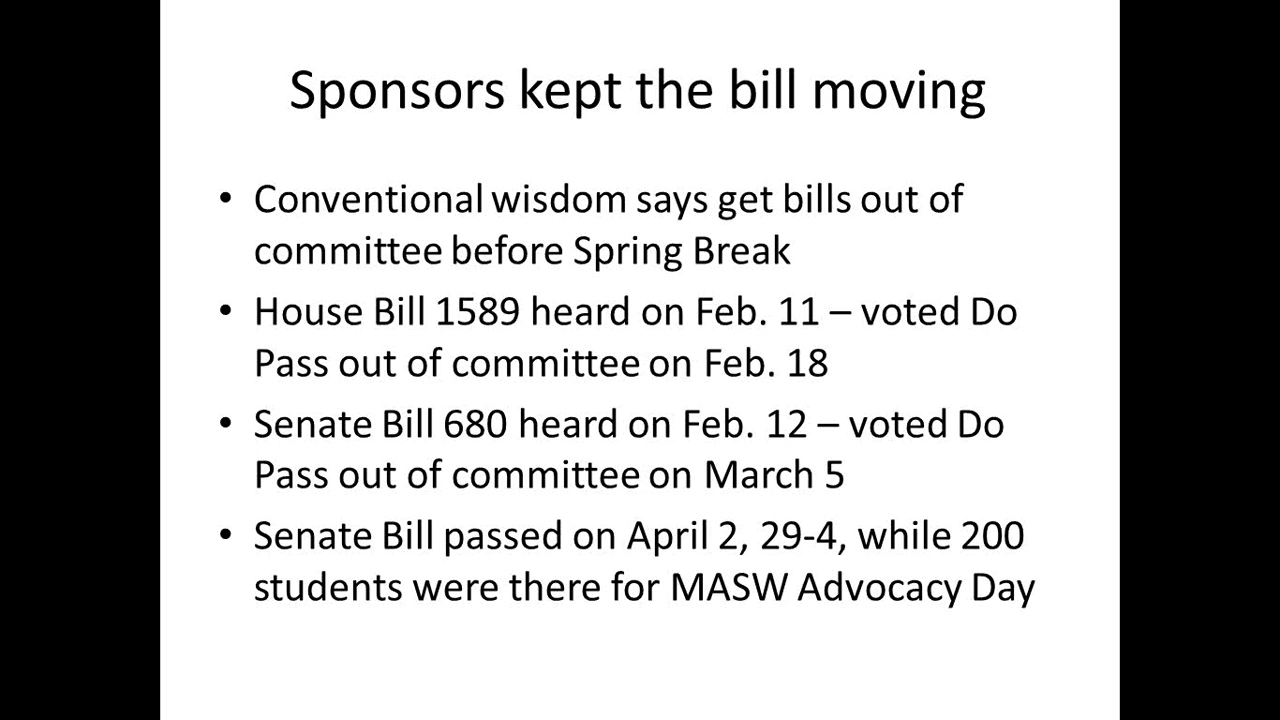 Sponsors kept the bill moving
• Conventional wisdom says get bills out of
committee before Spring Break
• House Bill 1589 heard on Feb. 11 – voted Do
Pass out of committee on Feb. 18
• Senate Bill 680 heard on Feb. 12 – voted Do
Pass out of committee on March 5
• Senate Bill passed on April 2, 29-4, while 200
students were there for MASW Advocacy Day